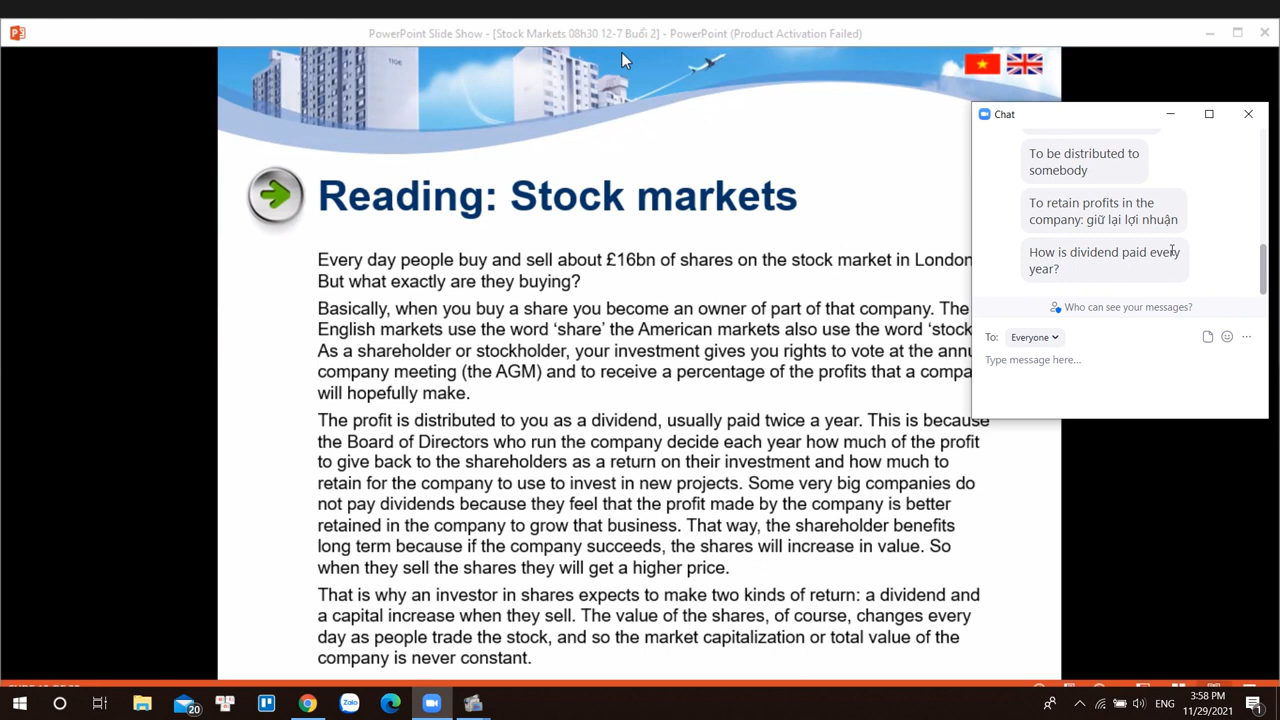 PowerPoint Slide Show - [Stock Markets 08h30 12-7 Buổi 2] - PowerPoint (Product Activation Failed)
Reading: Stock markets
Every day people buy and sell about £16bn of shares on the stock market in London
But what exactly are they buying?
Basically, when you buy a share you become an owner of part of that company. The
English markets use the word ‘share’ the American markets also use the word ‘stock
As a shareholder or stockholder, your investment gives you rights to vote at the annu
company meeting (the AGM) and to receive a percentage of the profits that a compa
will hopefully make.
The profit is distributed to you as a dividend, usually paid twice a year. This is because
the Board of Directors who run the company decide each year how much of the profit
to give back to the shareholders as a return on their investment and how much to
retain for the company to use to invest in new projects. Some very big companies do
not pay dividends because they feel that the profit made by the company is better
retained in the company to grow that business. That way, the shareholder benefits
long term because if the company succeeds, the shares will increase in value. So
when they sell the shares they will get a higher price.
That is why an investor in shares expects to make two kinds of return: a dividend and
a capital increase when they sell. The value of the shares, of course, changes every
day as people trade the stock, and so the market capitalization or total value of the
company is never constant.
Chat
To be distributed to
somebody
To retain profits in the
company: giữ lại lợi nhuận
How is dividend paid every
year?
Who can see your messages?
To: Everyone
Type message here...
20
Zalo
ENG
3:58 PM
11/29/2021
1